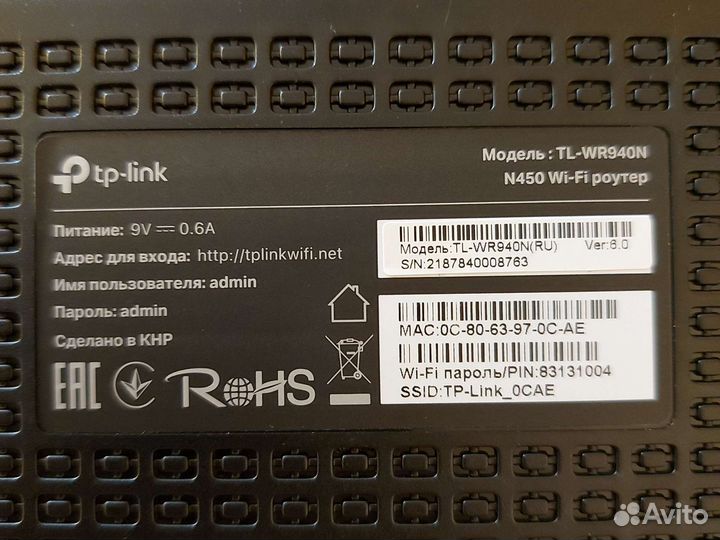 tp-link
Модель : TL-WR940N
N450 Wi-Fi роутер
Питание: 9V 0.6A
Адрес для входа: http://tplinkwifi.net
Имя пользователя: admin
Пароль: admin
Сделано в КНР
EAC
RoHS
Модель:TL-WR940N(RU) Ver:6.0
S/N:2187840008763
MAC:0C-80-63-97-0C-AE
Wi-Fi пароль/PIN:83131004
SSID:TP-Link_0CAE
Avito